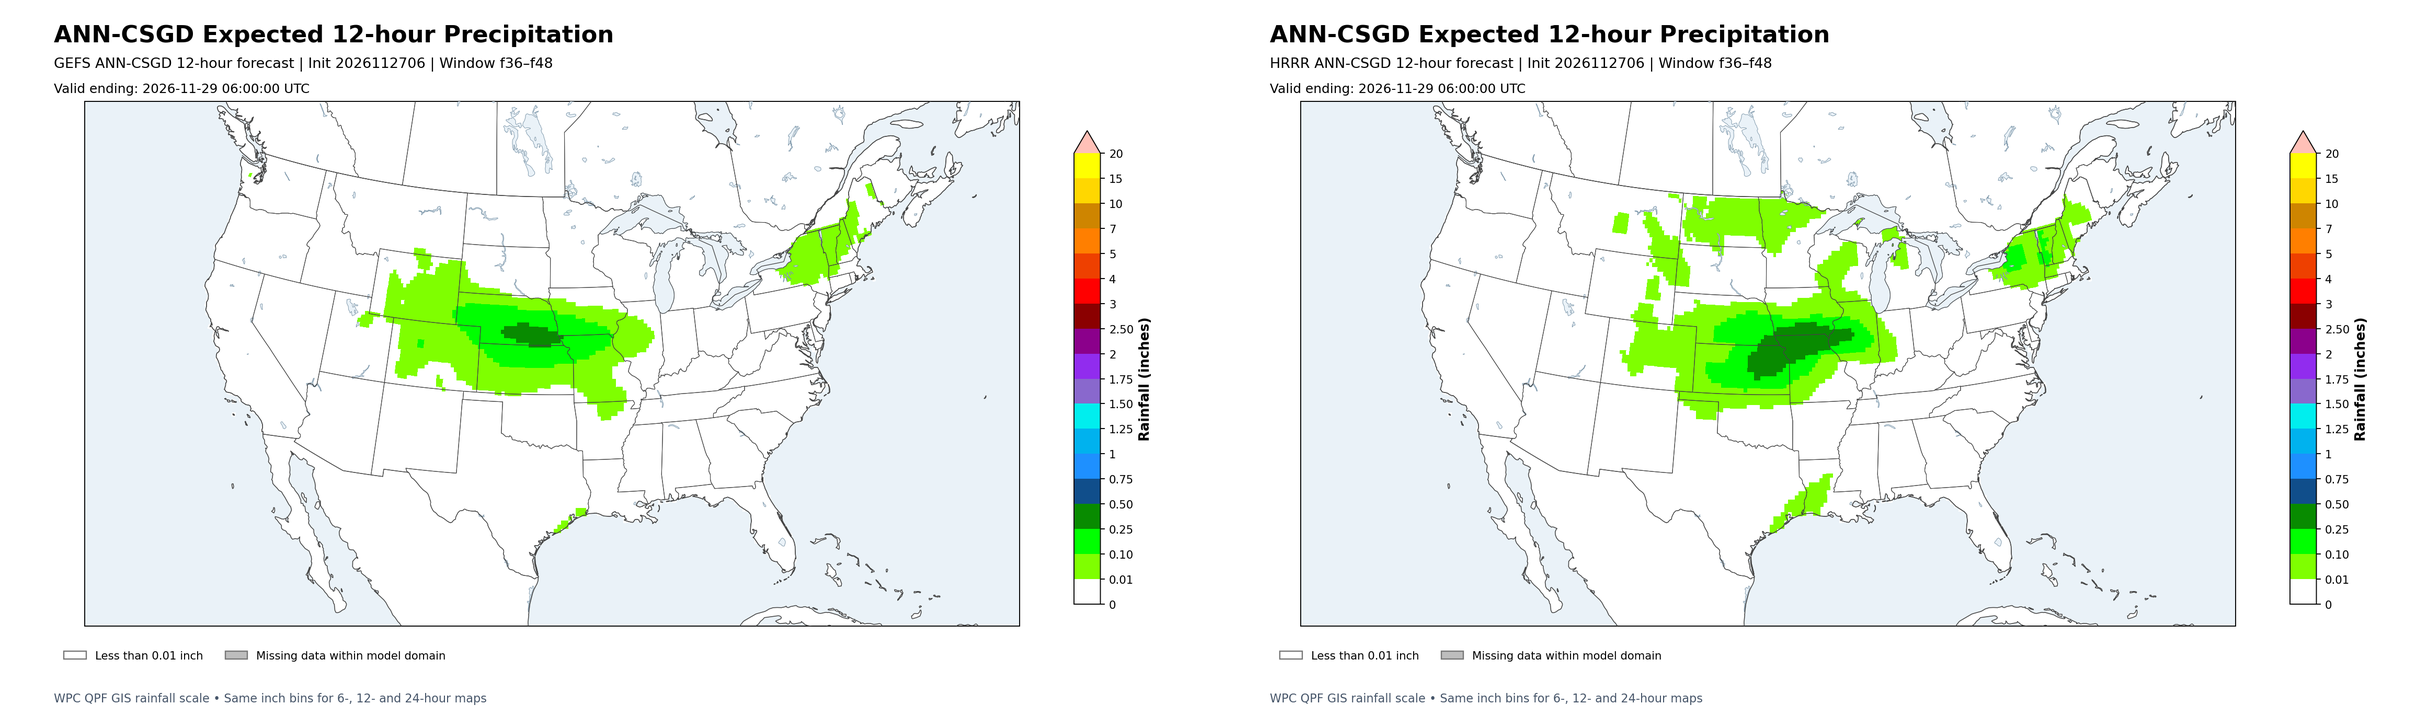 ANN-CSGD Expected 12-hour Precipitation
GEFS ANN-CSGD 12-hour forecast | Init 2026112706 | Window f36–f48
Valid ending: 2026-11-29 06:00:00 UTC
20
15
10
7
5
4
3
2.50
2
1.75
1.50
1.25
1
0.75
0.50
0.25
0.10
0.01
0
Rainfall (inches)
Less than 0.01 inch
Missing data within model domain
WPC QPF GIS rainfall scale • Same inch bins for 6-, 12- and 24-hour maps
ANN-CSGD Expected 12-hour Precipitation
HRRR ANN-CSGD 12-hour forecast | Init 2026112706 | Window f36–f48
Valid ending: 2026-11-29 06:00:00 UTC
20
15
10
7
5
4
3
2.50
2
1.75
1.50
1.25
1
0.75
0.50
0.25
0.10
0.01
0
Rainfall (inches)
Less than 0.01 inch
Missing data within model domain
WPC QPF GIS rainfall scale • Same inch bins for 6-, 12- and 24-hour maps